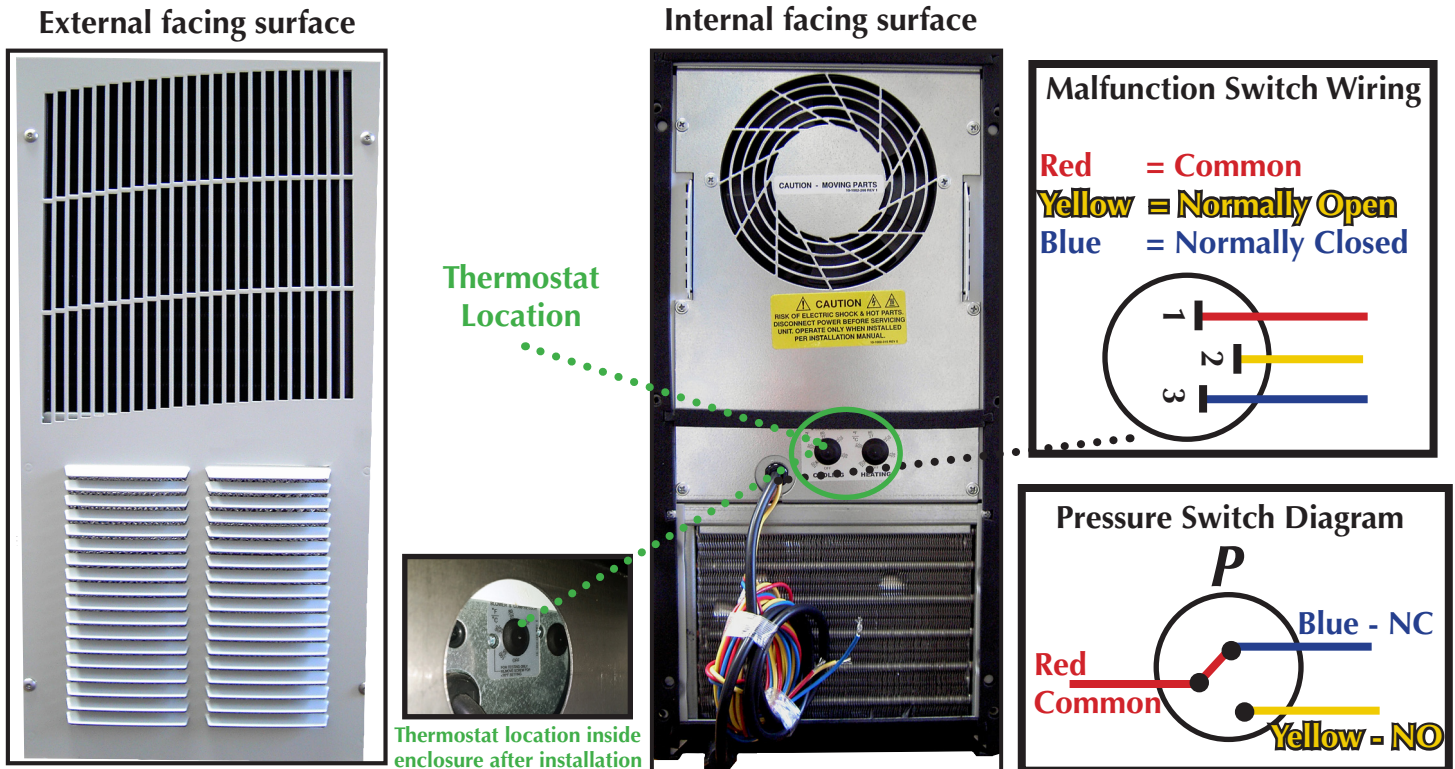 External facing surface
Internal facing surface
CAUTION - MOVING PARTS
CAUTION
RISK OF ELECTRIC SHOCK & HOT PARTS.
DISCONNECT POWER BEFORE SERVICING
UNIT. OPERATE ONLY WHEN INSTALLED
PER INSTALLATION MANUAL.
Thermostat
Location
COOLING
HEATING
OFF
Thermostat location inside
enclosure after installation
Malfunction Switch Wiring
Red = Common
Yellow = Normally Open
Blue = Normally Closed
1
2
3
Pressure Switch Diagram
P
Blue - NC
Red
Common
Yellow - NO